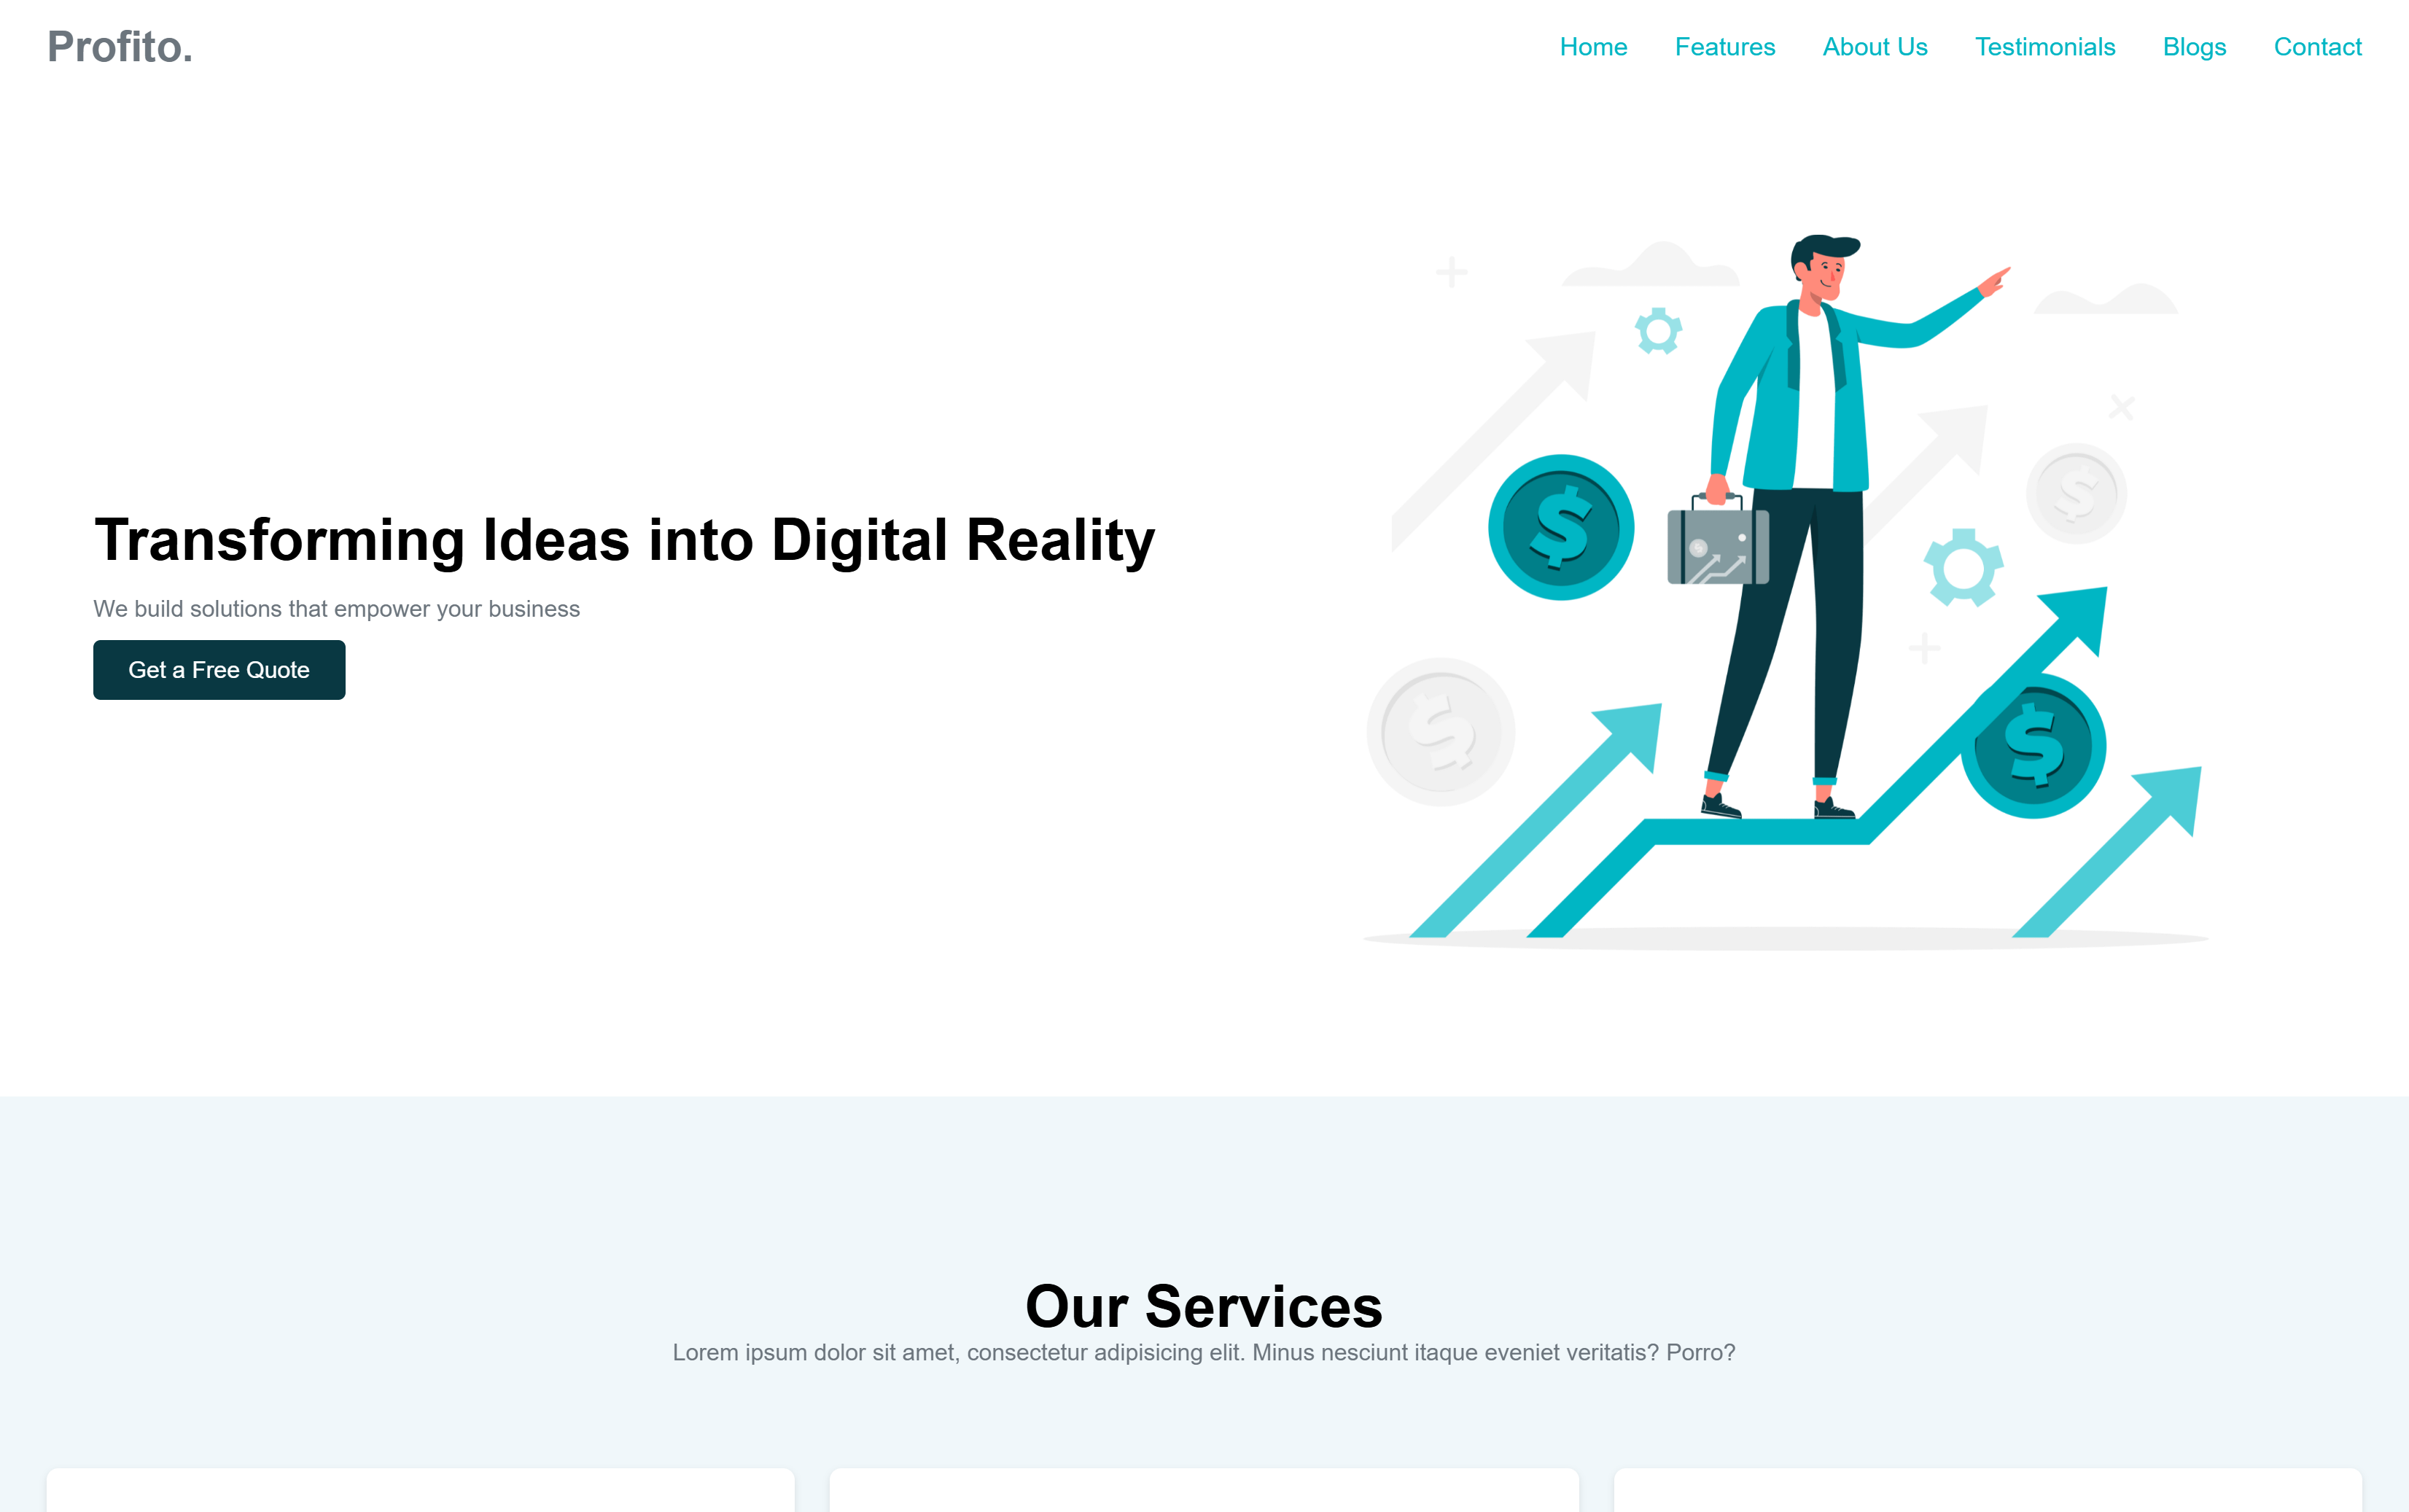 Profito.
Home Features About Us Testimonials Blogs Contact
Transforming Ideas into Digital Reality
We build solutions that empower your business
Get a Free Quote
$
$
$
$
Our Services
Lorem ipsum dolor sit amet, consectetur adipisicing elit. Minus nesciunt itaque eveniet veritatis? Porro?